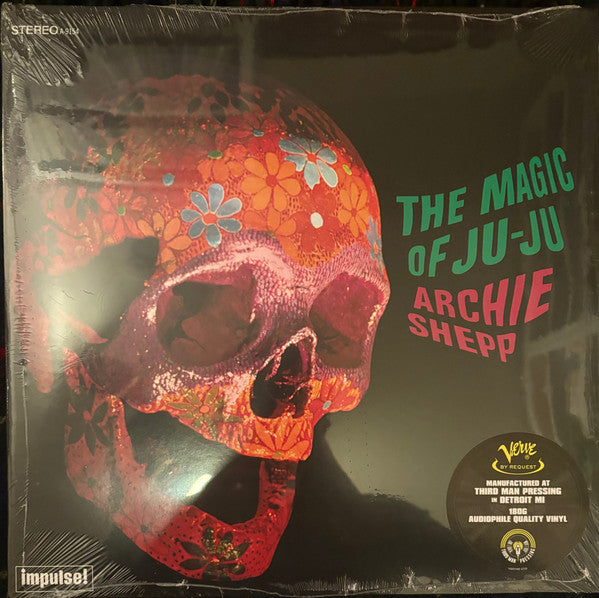 STEREO A-9154
THE MAGIC
OF JU-JU
ARCHIE
SHEPP
Verve
BY REQUEST
MANUFACTURED AT
THIRD MAN PRESSING
IN DETROIT MI
180G
AUDIOPHILE QUALITY VINYL
impulse!